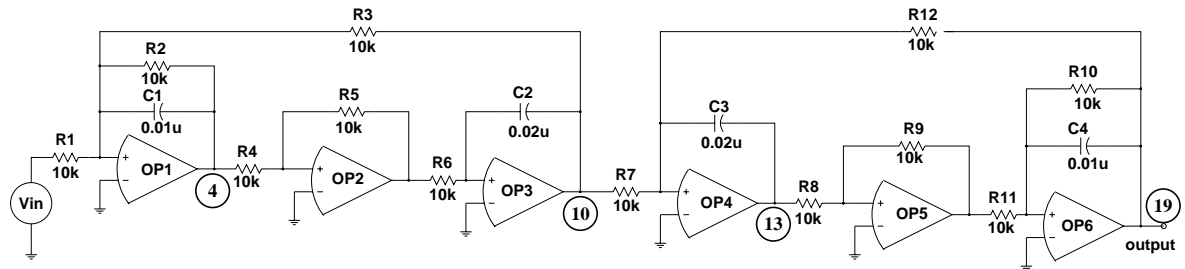 R3
10k
R12
10k
R2
10k
C1
0.01u
R1
10k
+
−
OP1
4
R4
10k
R5
10k
+
−
OP2
R6
10k
C2
0.02u
+
−
OP3
10
R7
10k
C3
0.02u
+
−
OP4
13
R8
10k
R9
10k
+
−
OP5
R11
10k
R10
10k
C4
0.01u
+
−
OP6
19
output
Vin